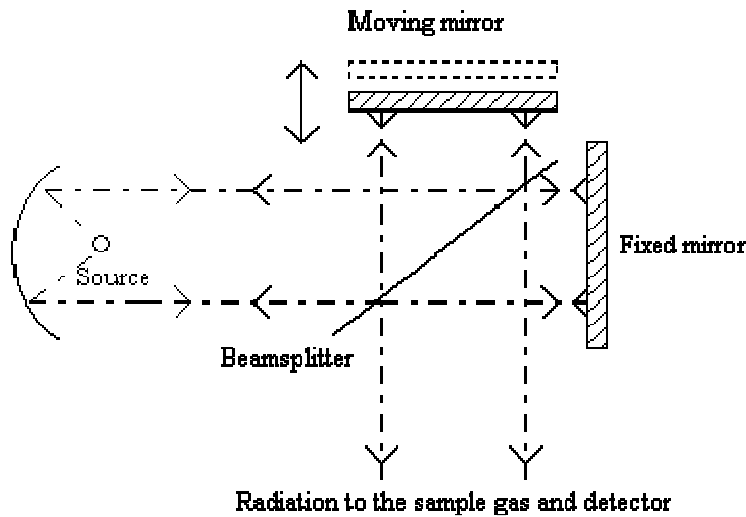 Moving mirror
Source
Fixed mirror
Beamsplitter
Radiation to the sample gas and detector